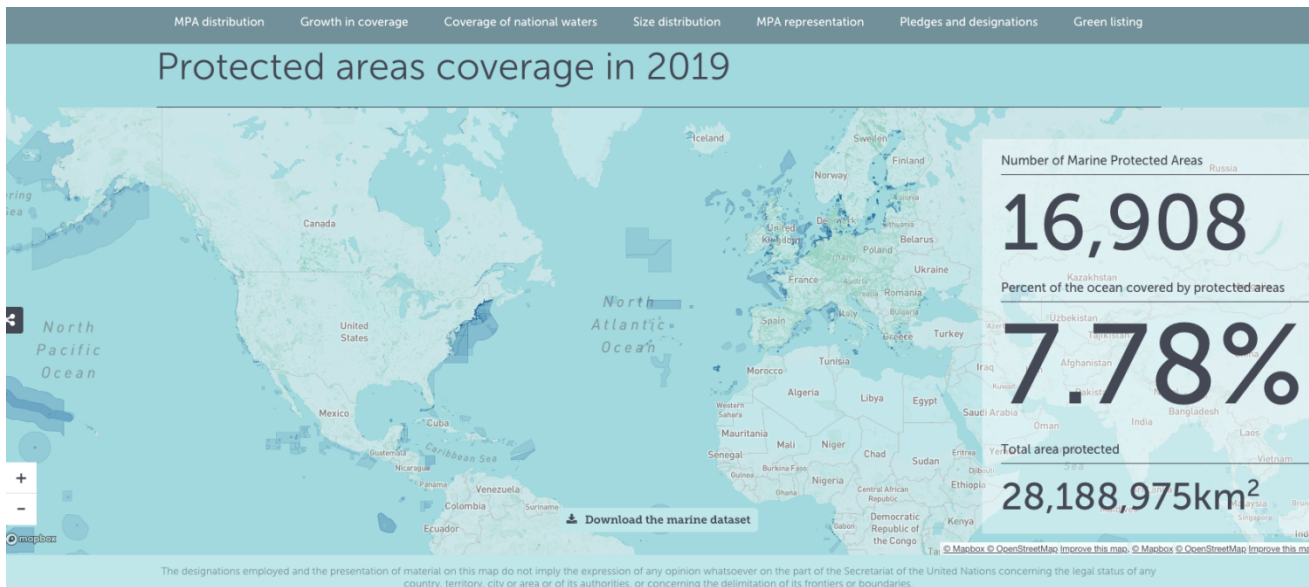 MPA distribution Growth in coverage Coverage of national waters Size distribution MPA representation Pledges and designations Green listing
Protected areas coverage in 2019
Iceland
Sweden
Finland
Norway
Russia
Number of Marine Protected Areas
16,908
Canada
United Kingdom
Poland
Belarus
Ukraine
France
Romania
Kazakhstan
Percent of the ocean covered by protected areas
7.78%
North
Pacific
Ocean
United
States
North
Atlantic
Ocean
Spain
Italy
Greece
Turkey
Uzbekistan
Tajikistan
Tunisia
Morocco
Iraq
Afghanistan
Algeria
Libya
Egypt
Western
Sahara
Saudi Arabia
Oman
India
Bangladesh
Laos
Mexico
Cuba
Caribbean Sea
Guatemala
Nicaragua
Panama
Mauritania
Mali
Niger
Chad
Sudan
Eritrea
Senegal
Burkina Faso
Guinea
Nigeria
Ghana
Djibouti
Ethiopia
Total area protected
28,188,975km²
Vietnam
Venezuela
Colombia
Suriname
Ecuador
Central African
Republic
Democratic
Republic of
the Congo
Gabon
Kenya
Singapore
+
-
Download the marine dataset
mapbox
© Mapbox © OpenStreetMap Improve this map, © Mapbox © OpenStreetMap Improve this map
The designations employed and the presentation of material on this map do not imply the expression of any opinion whatsoever on the part of the Secretariat of the United Nations concerning the legal status of any
country, territory, city or area or of its authorities, or concerning the delimitation of its frontiers or boundaries.